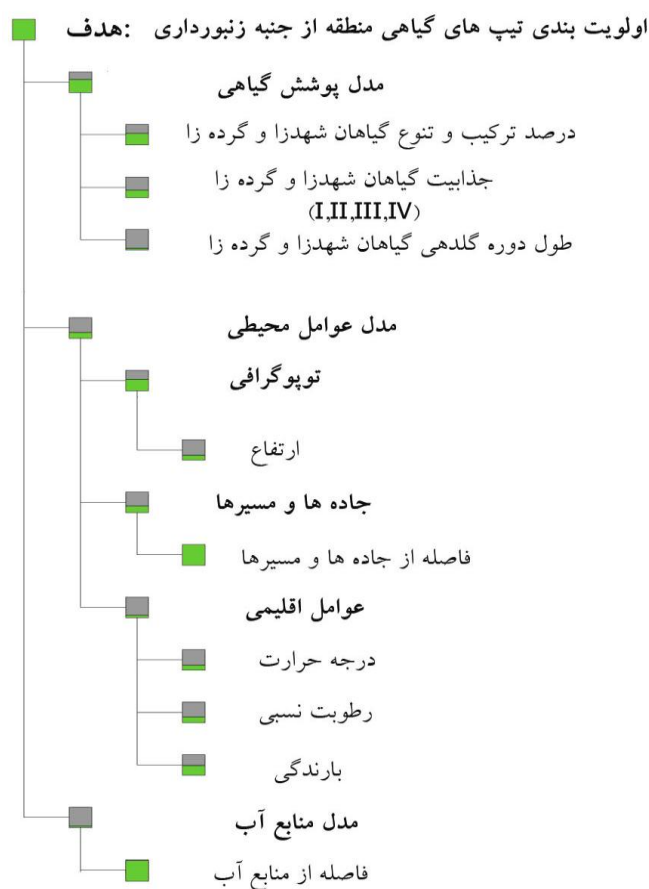 هدف: اولویت بندی تیپ های گیاهی منطقه از جنبه زنبورداری
مدل پوشش گیاهی
درصد ترکیب و تنوع گیاهان شهدزا و گرده زا
جذابیت گیاهان شهدزا و گرده زا
(I,II,III,IV)
طول دوره گلدهی گیاهان شهدزا و گرده زا
مدل عوامل محیطی
توپوگرافی
ارتفاع
جاده ها و مسیرها
فاصله از جاده ها و مسیرها
عوامل اقلیمی
درجه حرارت
رطوبت نسبی
بارندگی
مدل منابع آب
فاصله از منابع آب